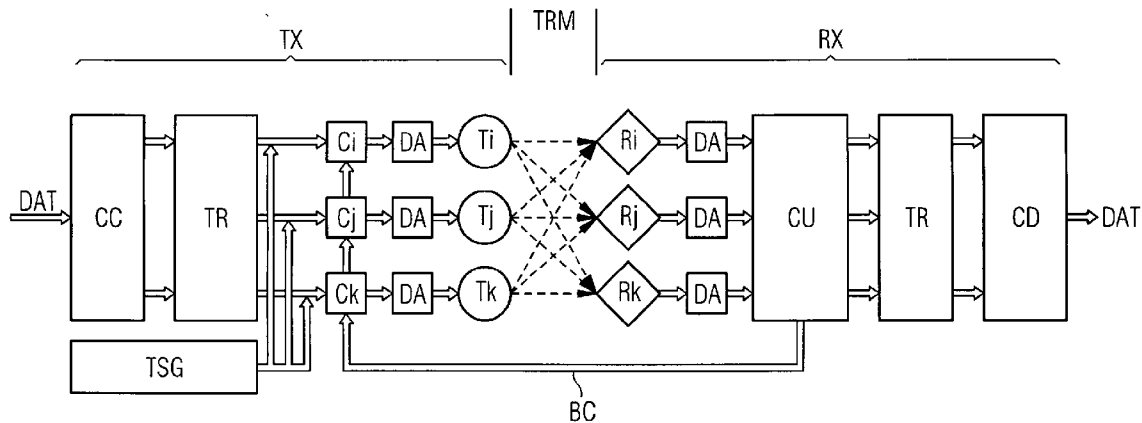 TX TRM RX
Ci DA Ti Ri DA
DAT CC TR Cj DA Tj Rj DA CU TR CD DAT
Ck DA Tk Rk DA
TSG
BC